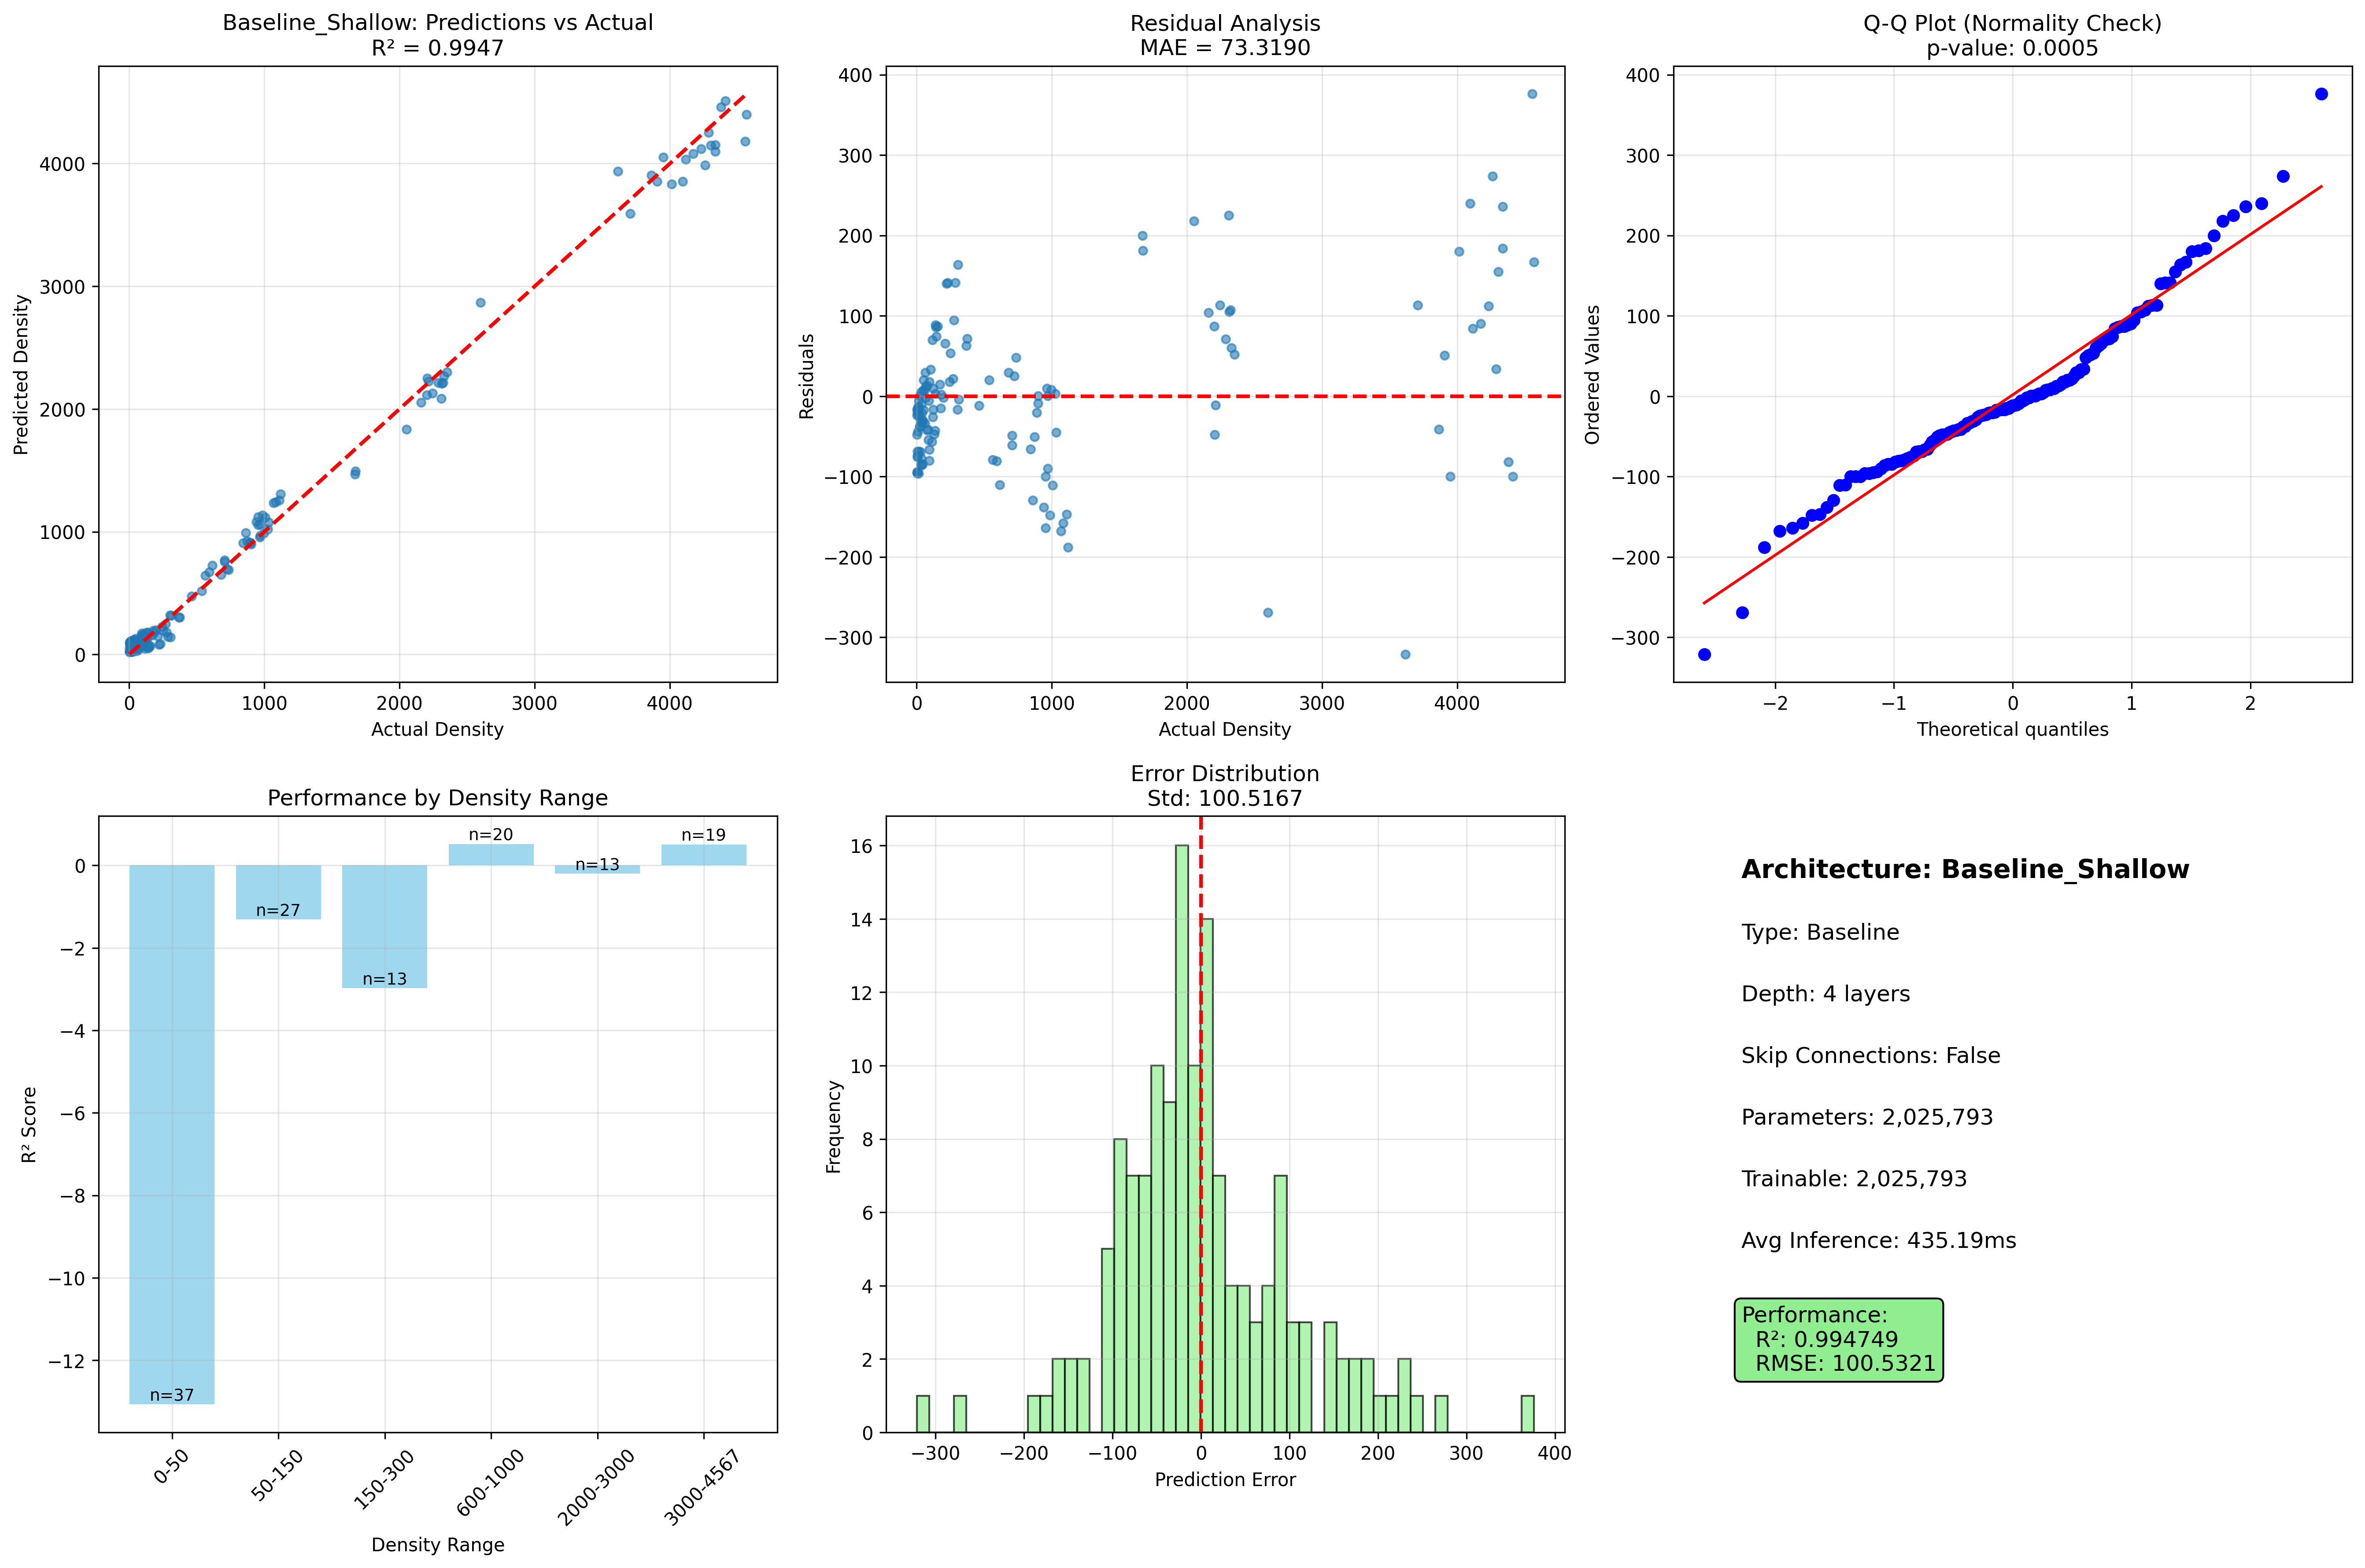 Baseline_Shallow: Predictions vs Actual
R² = 0.9947
Predicted Density
4000
3000
2000
1000
0
0 1000 2000 3000 4000
Actual Density
Residual Analysis
MAE = 73.3190
Residuals
400
300
200
100
0
−100
−200
−300
0 1000 2000 3000 4000
Actual Density
Q-Q Plot (Normality Check)
p-value: 0.0005
Ordered Values
400
300
200
100
0
−100
−200
−300
−2 −1 0 1 2
Theoretical quantiles
Performance by Density Range
R² Score
0
−2
−4
−6
−8
−10
−12
n=37
n=27
n=13
n=20
n=13
n=19
0-50
50-150
150-300
600-1000
2000-3000
3000-4567
Density Range
Error Distribution
Std: 100.5167
Frequency
16
14
12
10
8
6
4
2
0
−300 −200 −100 0 100 200 300 400
Prediction Error
Architecture: Baseline_Shallow
Type: Baseline
Depth: 4 layers
Skip Connections: False
Parameters: 2,025,793
Trainable: 2,025,793
Avg Inference: 435.19ms
Performance:
R²: 0.994749
RMSE: 100.5321